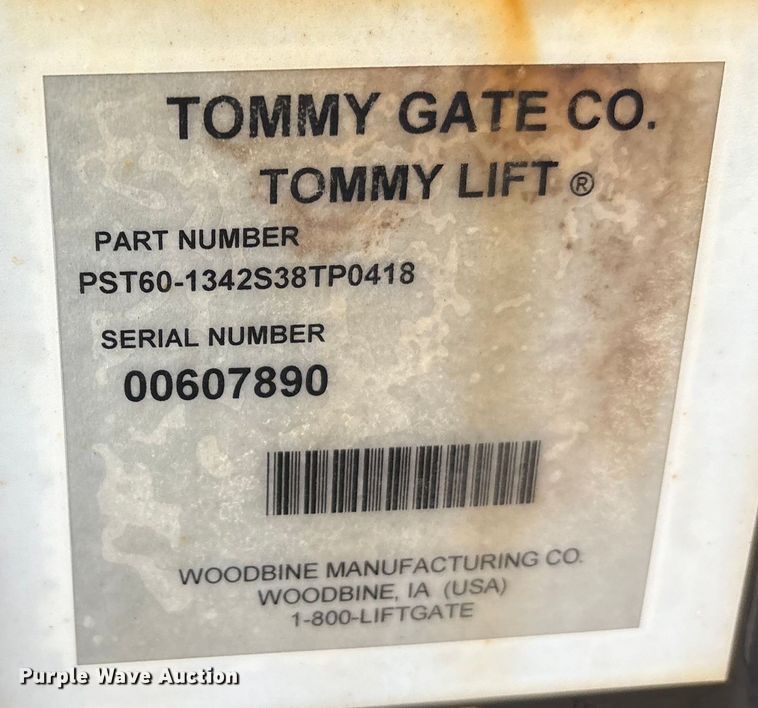 TOMMY GATE CO.
TOMMY LIFT ®
PART NUMBER
PST60-1342S38TP0418
SERIAL NUMBER
00607890
WOODBINE MANUFACTURING CO.
WOODBINE, IA (USA)
1-800-LIFTGATE
Purple Wave Auction